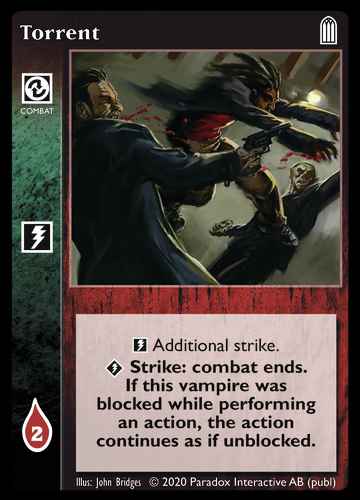 Torrent
COMBAT
Additional strike.
Strike: combat ends.
If this vampire was
blocked while performing
an action, the action
continues as if unblocked.
2
Illus: John Bridges © 2020 Paradox Interactive AB (publ)